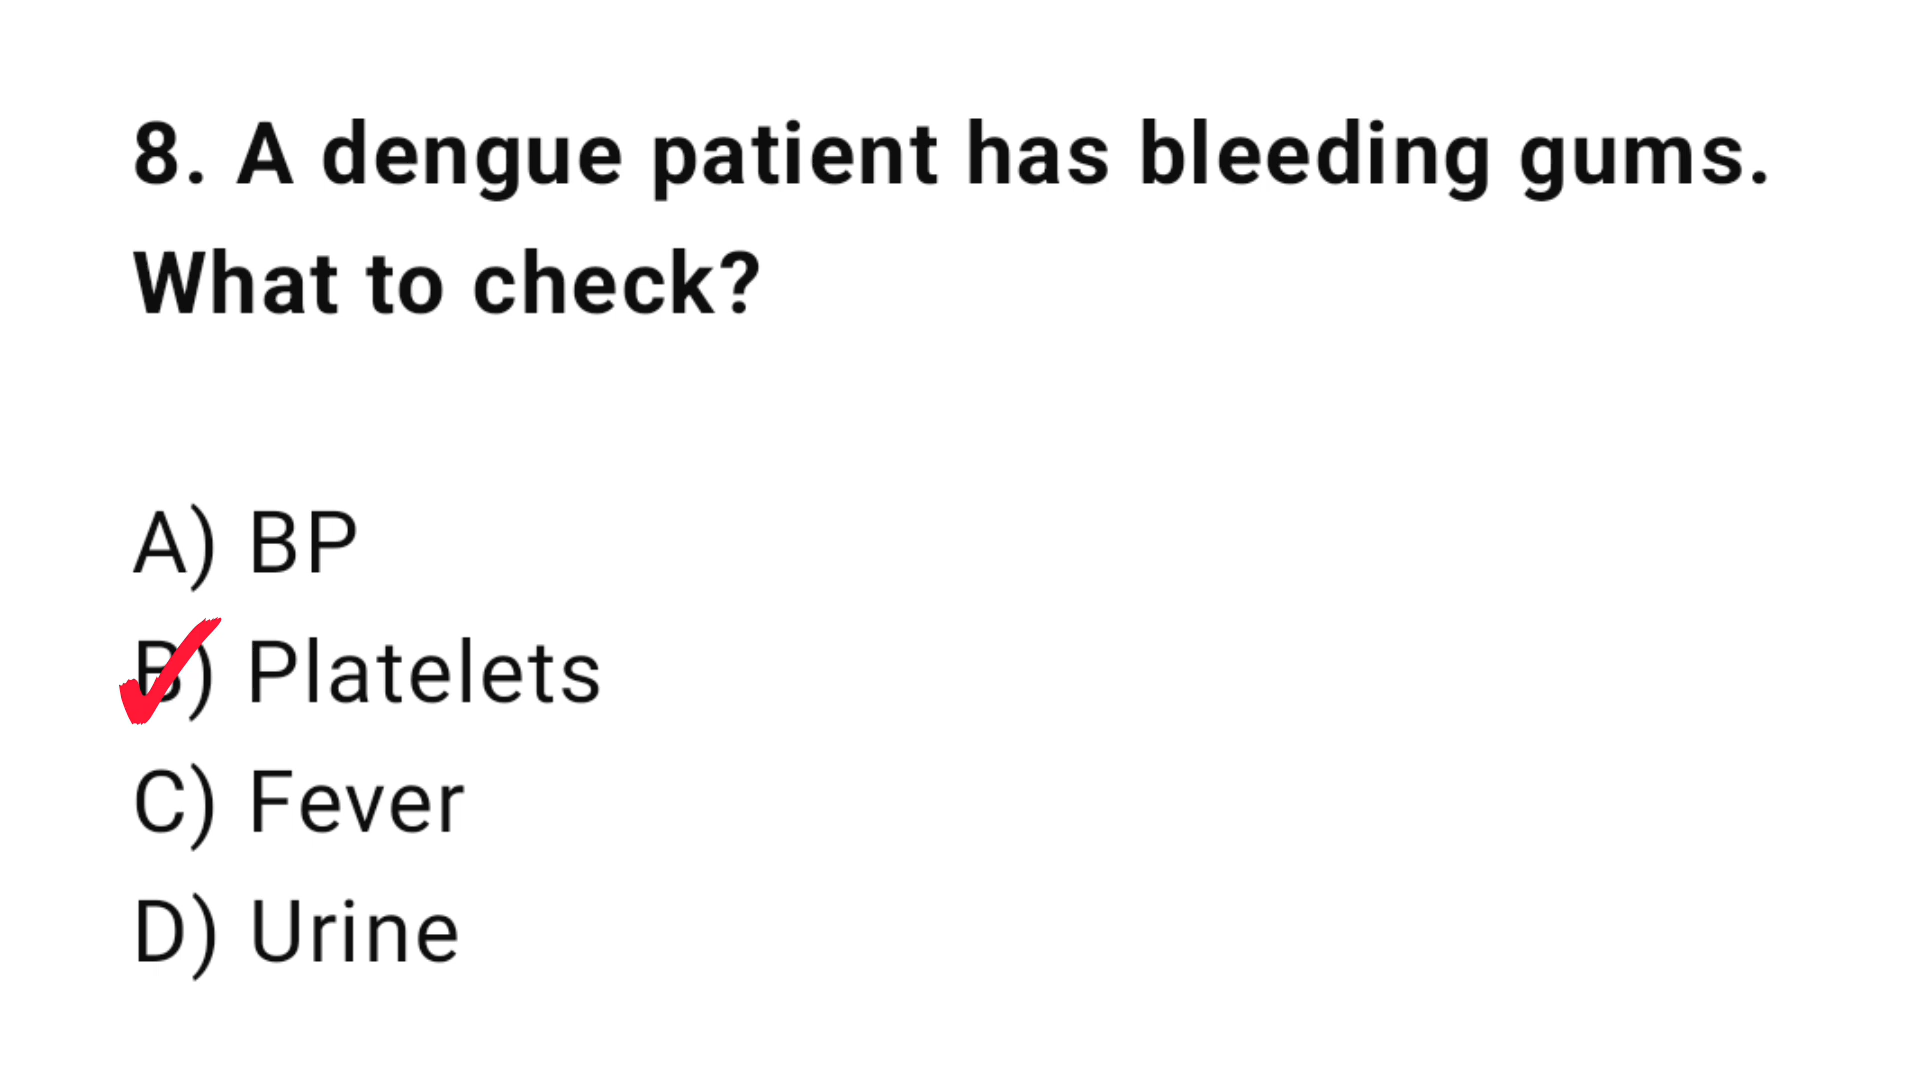 8. A dengue patient has bleeding gums.
What to check?
A) BP
B) Platelets
C) Fever
D) Urine